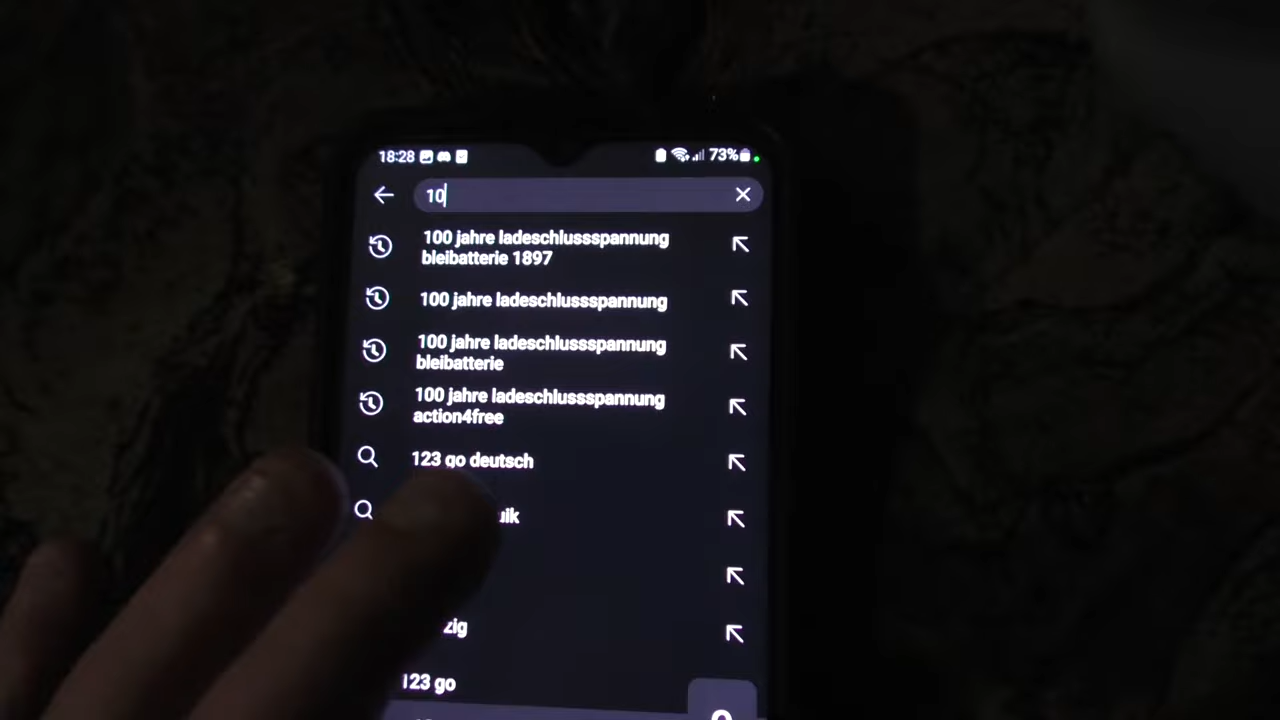 18:28 73%
10
100 jahre ladeschlussspannung
bleibatterie 1897
100 jahre ladeschlussspannung
100 jahre ladeschlussspannung
bleibatterie
100 jahre ladeschlussspannung
action4free
123 go deutsch
123 go